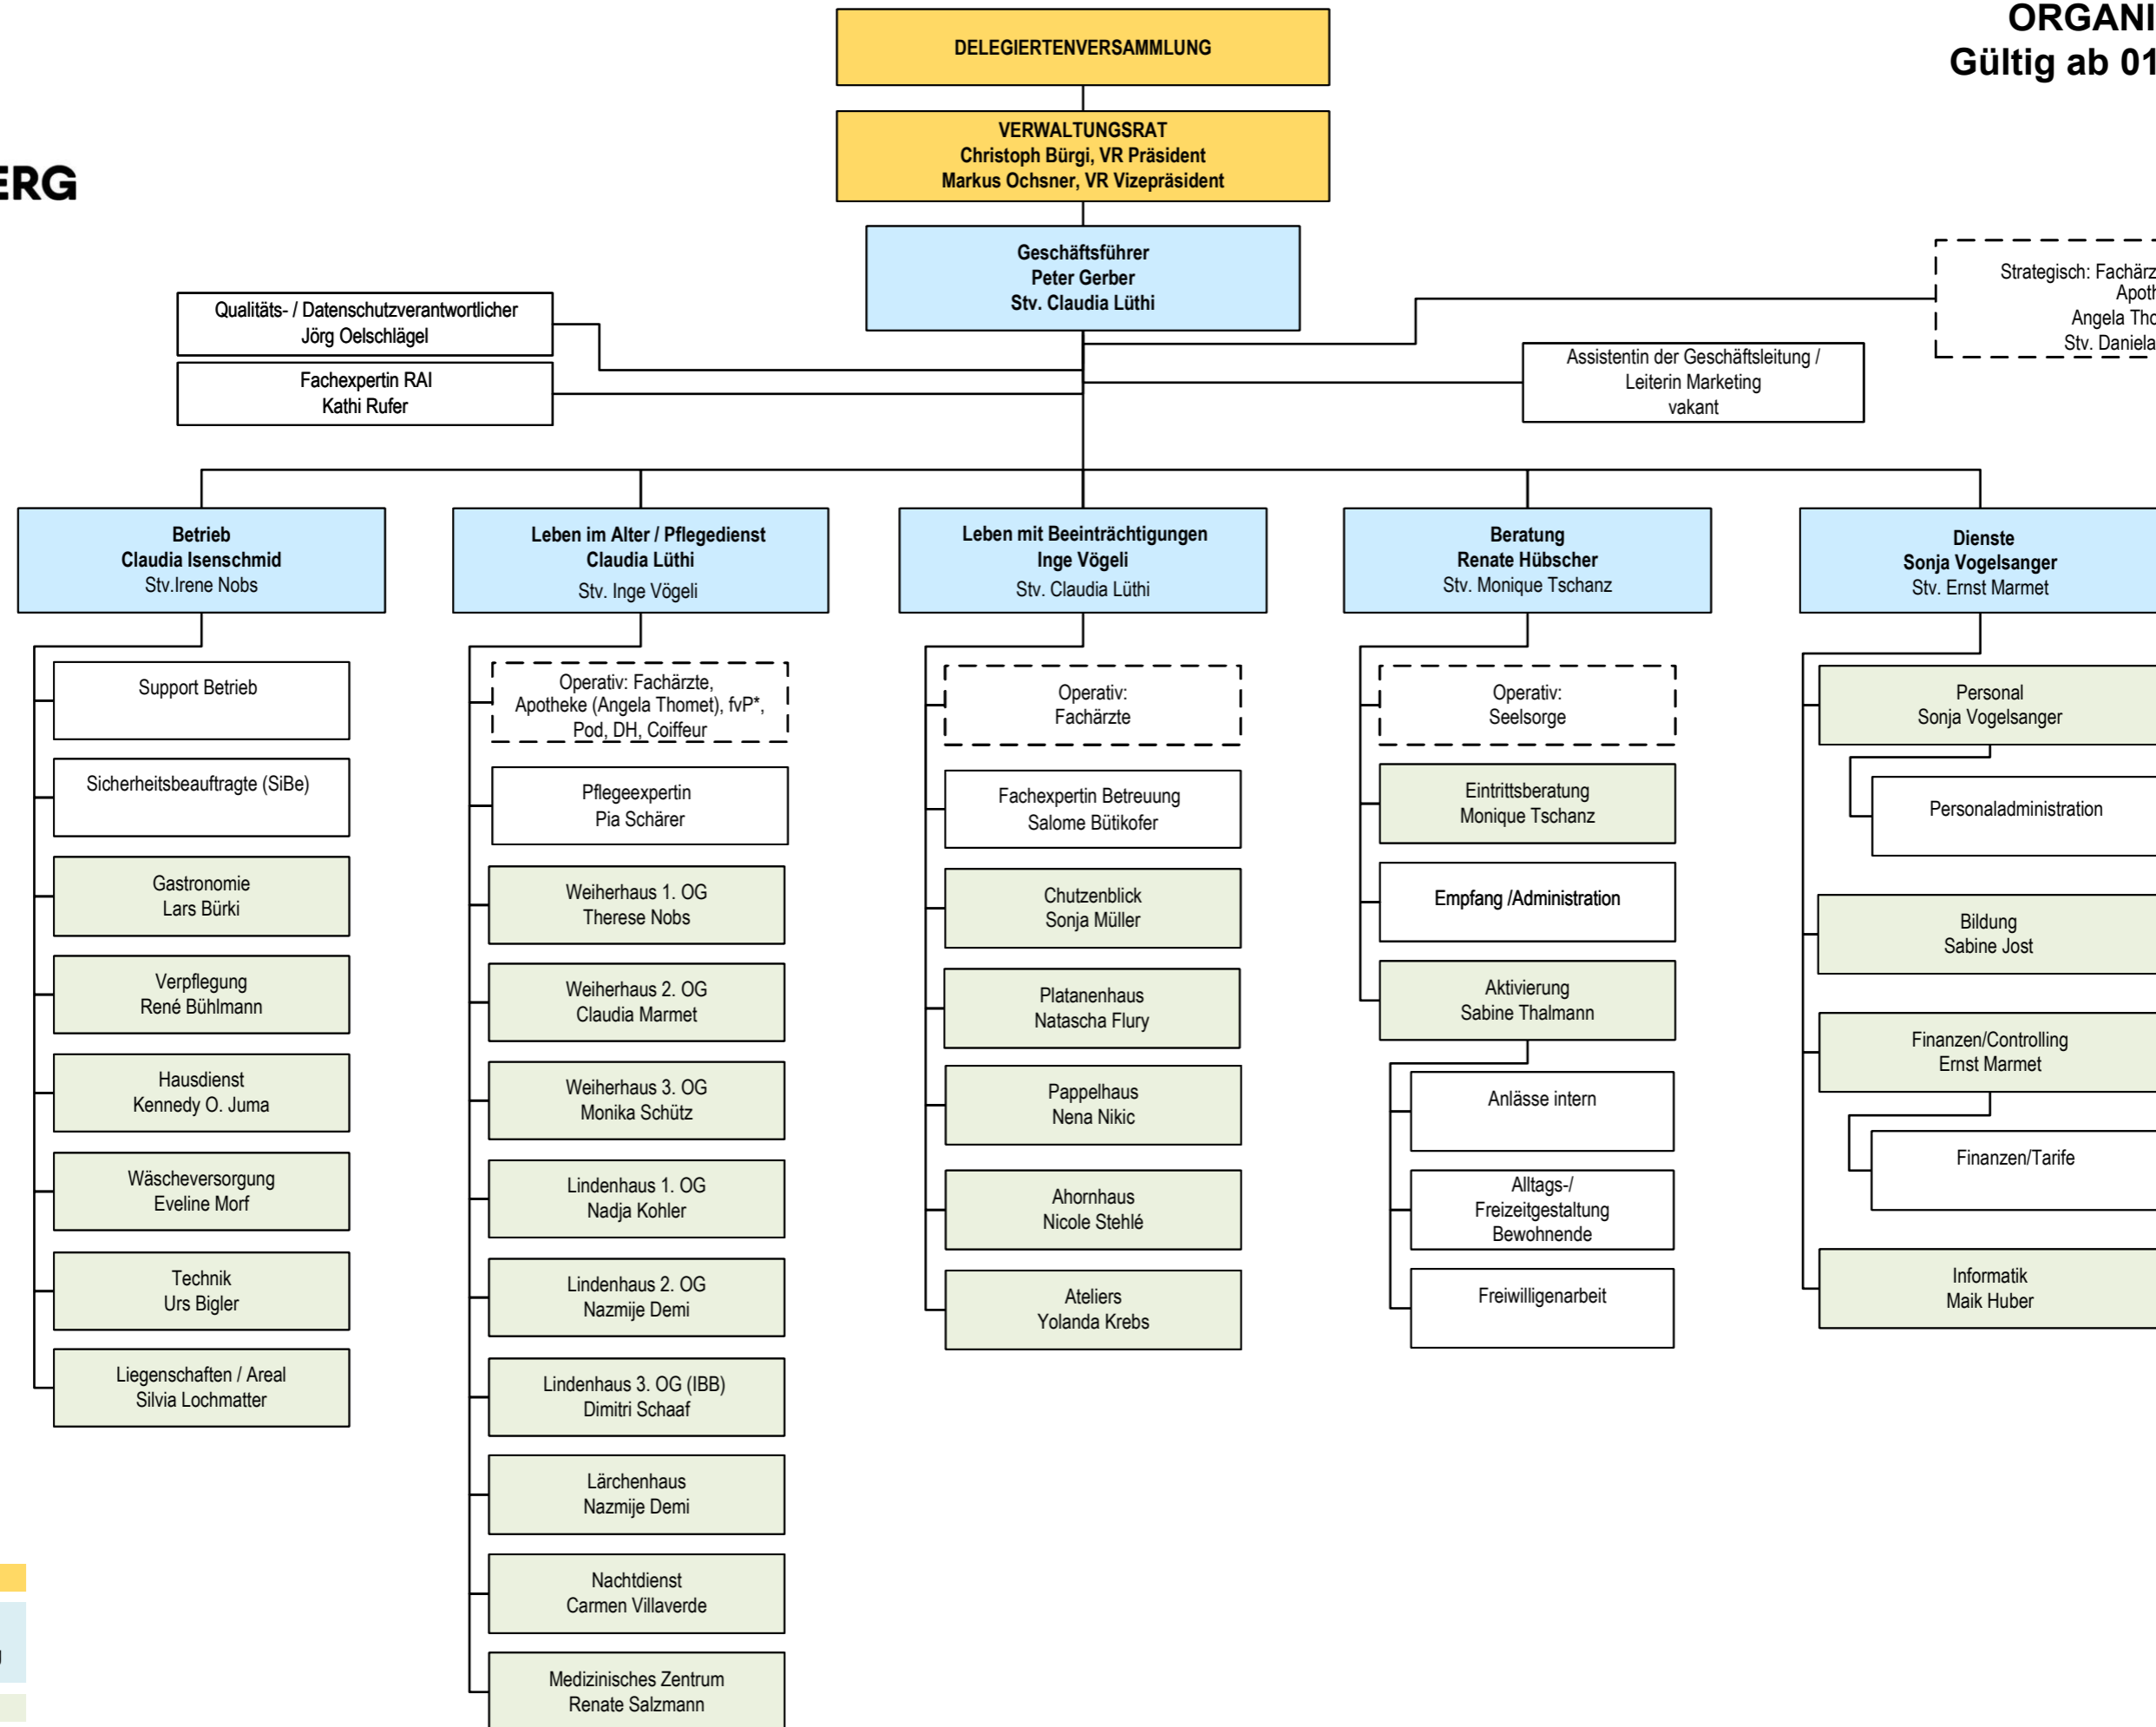 ORGANI
Gültig ab 01
ERG
DELEGIERTENVERSAMMLUNG
VERWALTUNGSRAT
Christoph Bürgi, VR Präsident
Markus Ochsner, VR Vizepräsident
Geschäftsführer
Peter Gerber
Stv. Claudia Lüthi
Qualitäts- / Datenschutzverantwortlicher
Jörg Oelschlägel
Fachexpertin RAI
Kathi Rufer
Strategisch: Fachärz
Apoth
Angela Tho
Stv. Daniela
Assistentin der Geschäftsleitung /
Leiterin Marketing
vakant
Betrieb
Claudia Isenschmid
Stv.Irene Nobs
Support Betrieb
Sicherheitsbeauftragte (SiBe)
Gastronomie
Lars Bürki
Verpflegung
René Bühlmann
Hausdienst
Kennedy O. Juma
Wäscheversorgung
Eveline Morf
Technik
Urs Bigler
Liegenschaften / Areal
Silvia Lochmatter
Leben im Alter / Pflegedienst
Claudia Lüthi
Stv. Inge Vögeli
Operativ: Fachärzte,
Apotheke (Angela Thomet), fvP*,
Pod, DH, Coiffeur
Pflegeexpertin
Pia Schärer
Weiherhaus 1. OG
Therese Nobs
Weiherhaus 2. OG
Claudia Marmet
Weiherhaus 3. OG
Monika Schütz
Lindenhaus 1. OG
Nadja Kohler
Lindenhaus 2. OG
Nazmije Demi
Lindenhaus 3. OG (IBB)
Dimitri Schaaf
Lärchenhaus
Nazmije Demi
Nachtdienst
Carmen Villaverde
Medizinisches Zentrum
Renate Salzmann
Leben mit Beeinträchtigungen
Inge Vögeli
Stv. Claudia Lüthi
Operativ:
Fachärzte
Fachexpertin Betreuung
Salome Bütikofer
Chutzenblick
Sonja Müller
Platanenhaus
Natascha Flury
Pappelhaus
Nena Nikic
Ahornhaus
Nicole Stehlé
Ateliers
Yolanda Krebs
Beratung
Renate Hübscher
Stv. Monique Tschanz
Operativ:
Seelsorge
Eintrittsberatung
Monique Tschanz
Empfang /Administration
Aktivierung
Sabine Thalmann
Anlässe intern
Alltags-/
Freizeitgestaltung
Bewohnende
Freiwilligenarbeit
Dienste
Sonja Vogelsanger
Stv. Ernst Marmet
Personal
Sonja Vogelsanger
Personaladministration
Bildung
Sabine Jost
Finanzen/Controlling
Ernst Marmet
Finanzen/Tarife
Informatik
Maik Huber